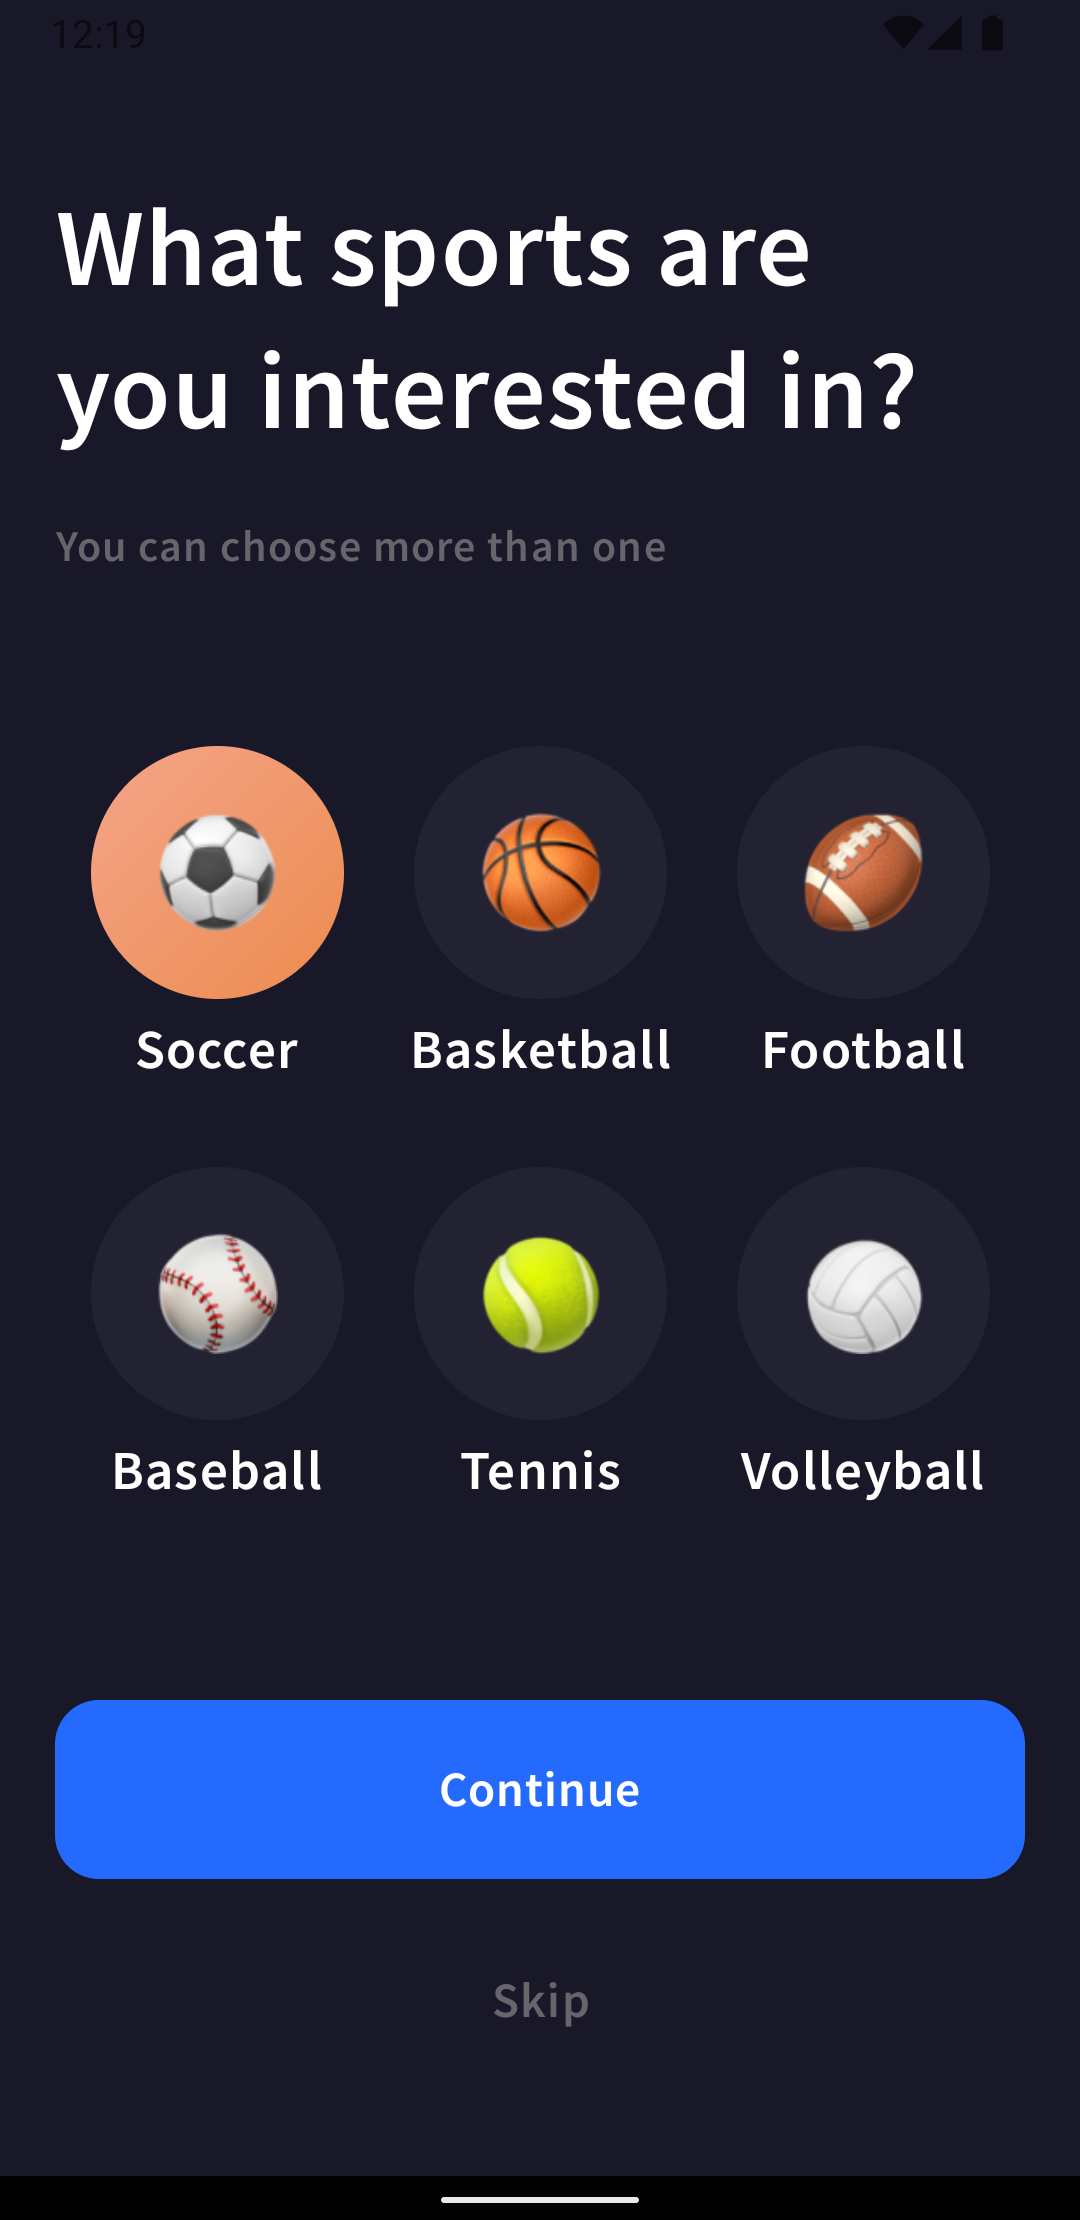 12:19
What sports are
you interested in?
You can choose more than one
Soccer
Basketball
Football
Baseball
Tennis
Volleyball
Continue
Skip